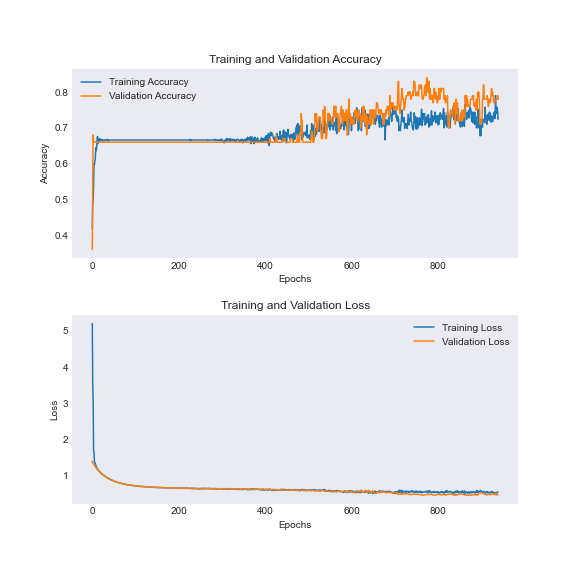 Training and Validation Accuracy
Training Accuracy
Validation Accuracy
0.8
0.7
0.6
0.5
0.4
Accuracy
0 200 400 600 800
Epochs
Training and Validation Loss
Training Loss
Validation Loss
5
4
3
2
1
Loss
0 200 400 600 800
Epochs